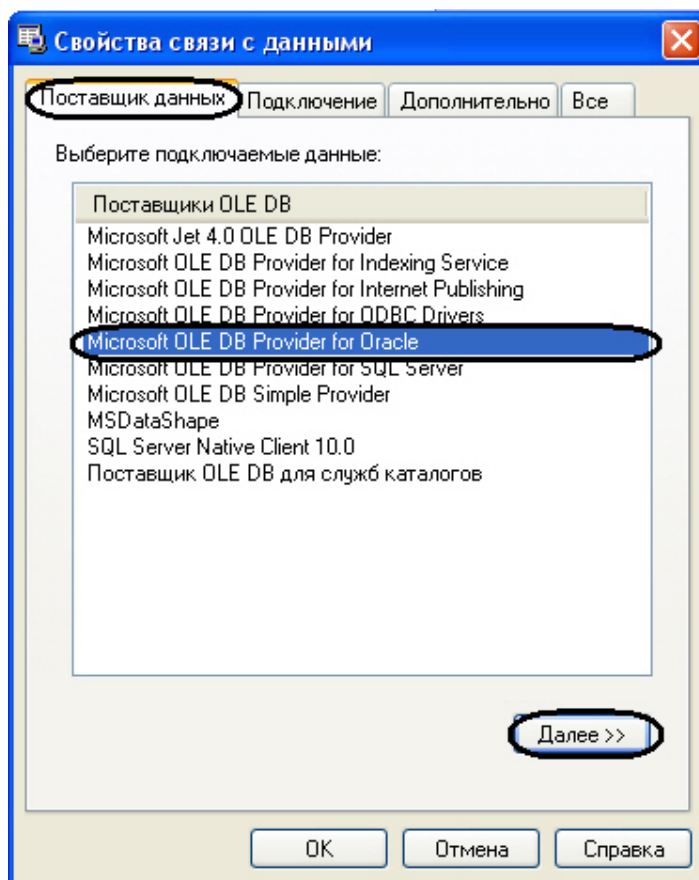 Свойства связи с данными
Поставщик данных Подключение Дополнительно Все
Выберите подключаемые данные:
Поставщики OLE DB
Microsoft Jet 4.0 OLE DB Provider
Microsoft OLE DB Provider for Indexing Service
Microsoft OLE DB Provider for Internet Publishing
Microsoft OLE DB Provider for ODBC Drivers
Microsoft OLE DB Provider for Oracle
Microsoft OLE DB Provider for SQL Server
Microsoft OLE DB Simple Provider
MSDataShape
SQL Server Native Client 10.0
Поставщик OLE DB для служб каталогов
Далее >>
OK Отмена Справка